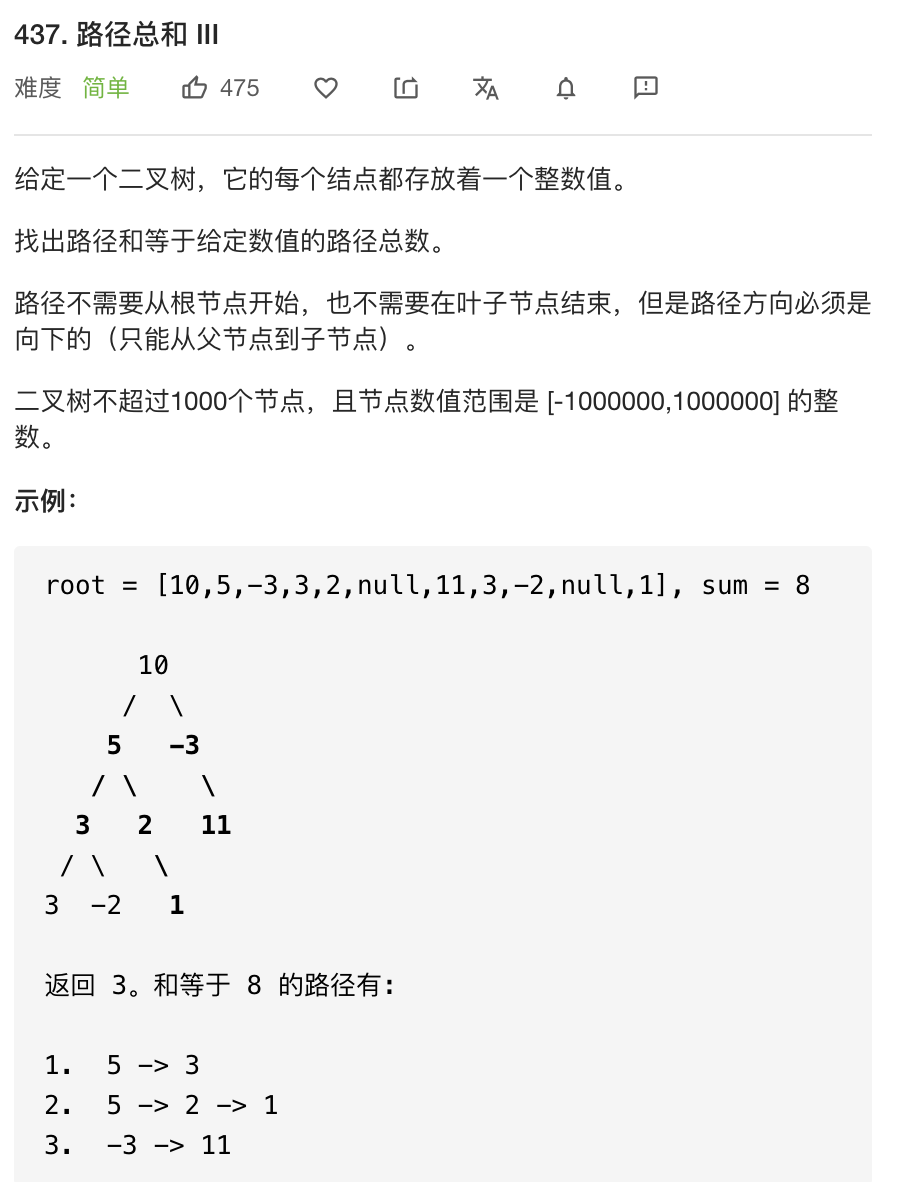 437. 路径总和 III
难度 简单 475
给定一个二叉树，它的每个结点都存放着一个整数值。
找出路径和等于给定数值的路径总数。
路径不需要从根节点开始，也不需要在叶子节点结束，但是路径方向必须是
向下的（只能从父节点到子节点）。
二叉树不超过1000个节点，且节点数值范围是 [-1000000,1000000] 的整
数。
示例：
root = [10,5,-3,3,2,null,11,3,-2,null,1], sum = 8
10
/ \
5 -3
/ \ \
3 2 11
/ \ \
3 -2 1
返回 3。和等于 8 的路径有:
1. 5 -> 3
2. 5 -> 2 -> 1
3. -3 -> 11